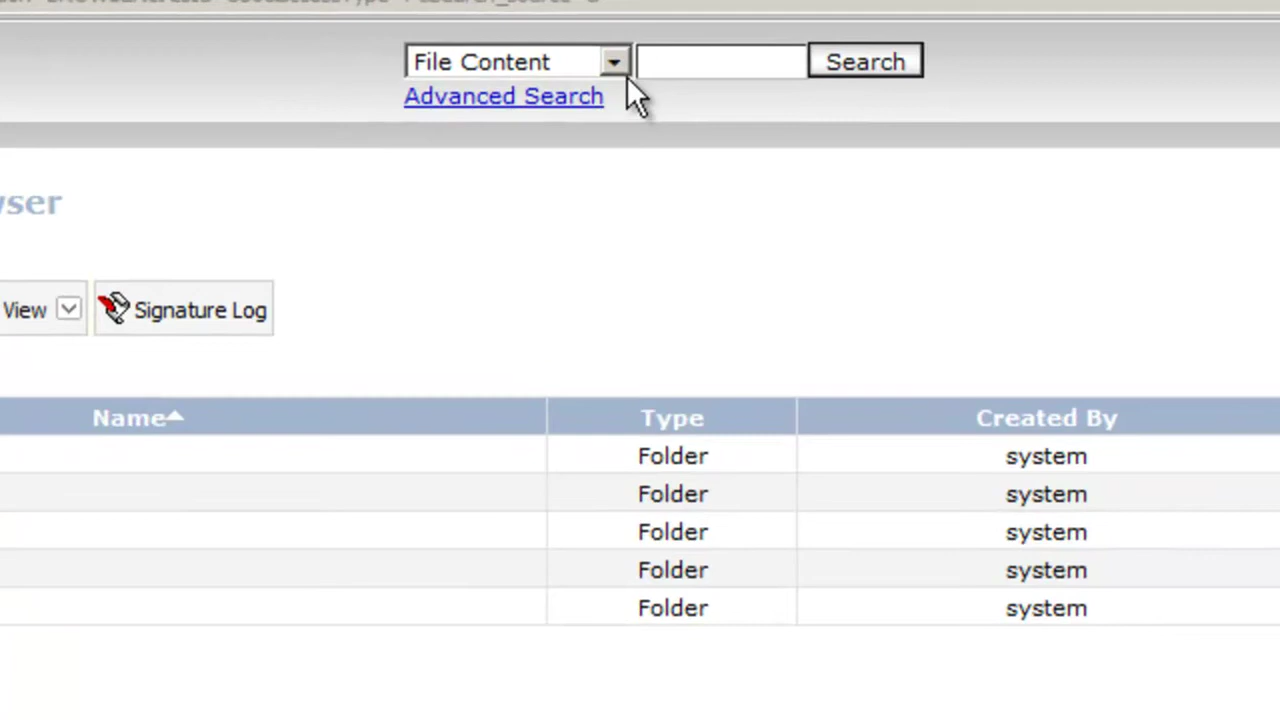 File Content
Search
Advanced Search
wser
View
Signature Log
Name
Type
Created By
Folder
system
Folder
system
Folder
system
Folder
system
Folder
system